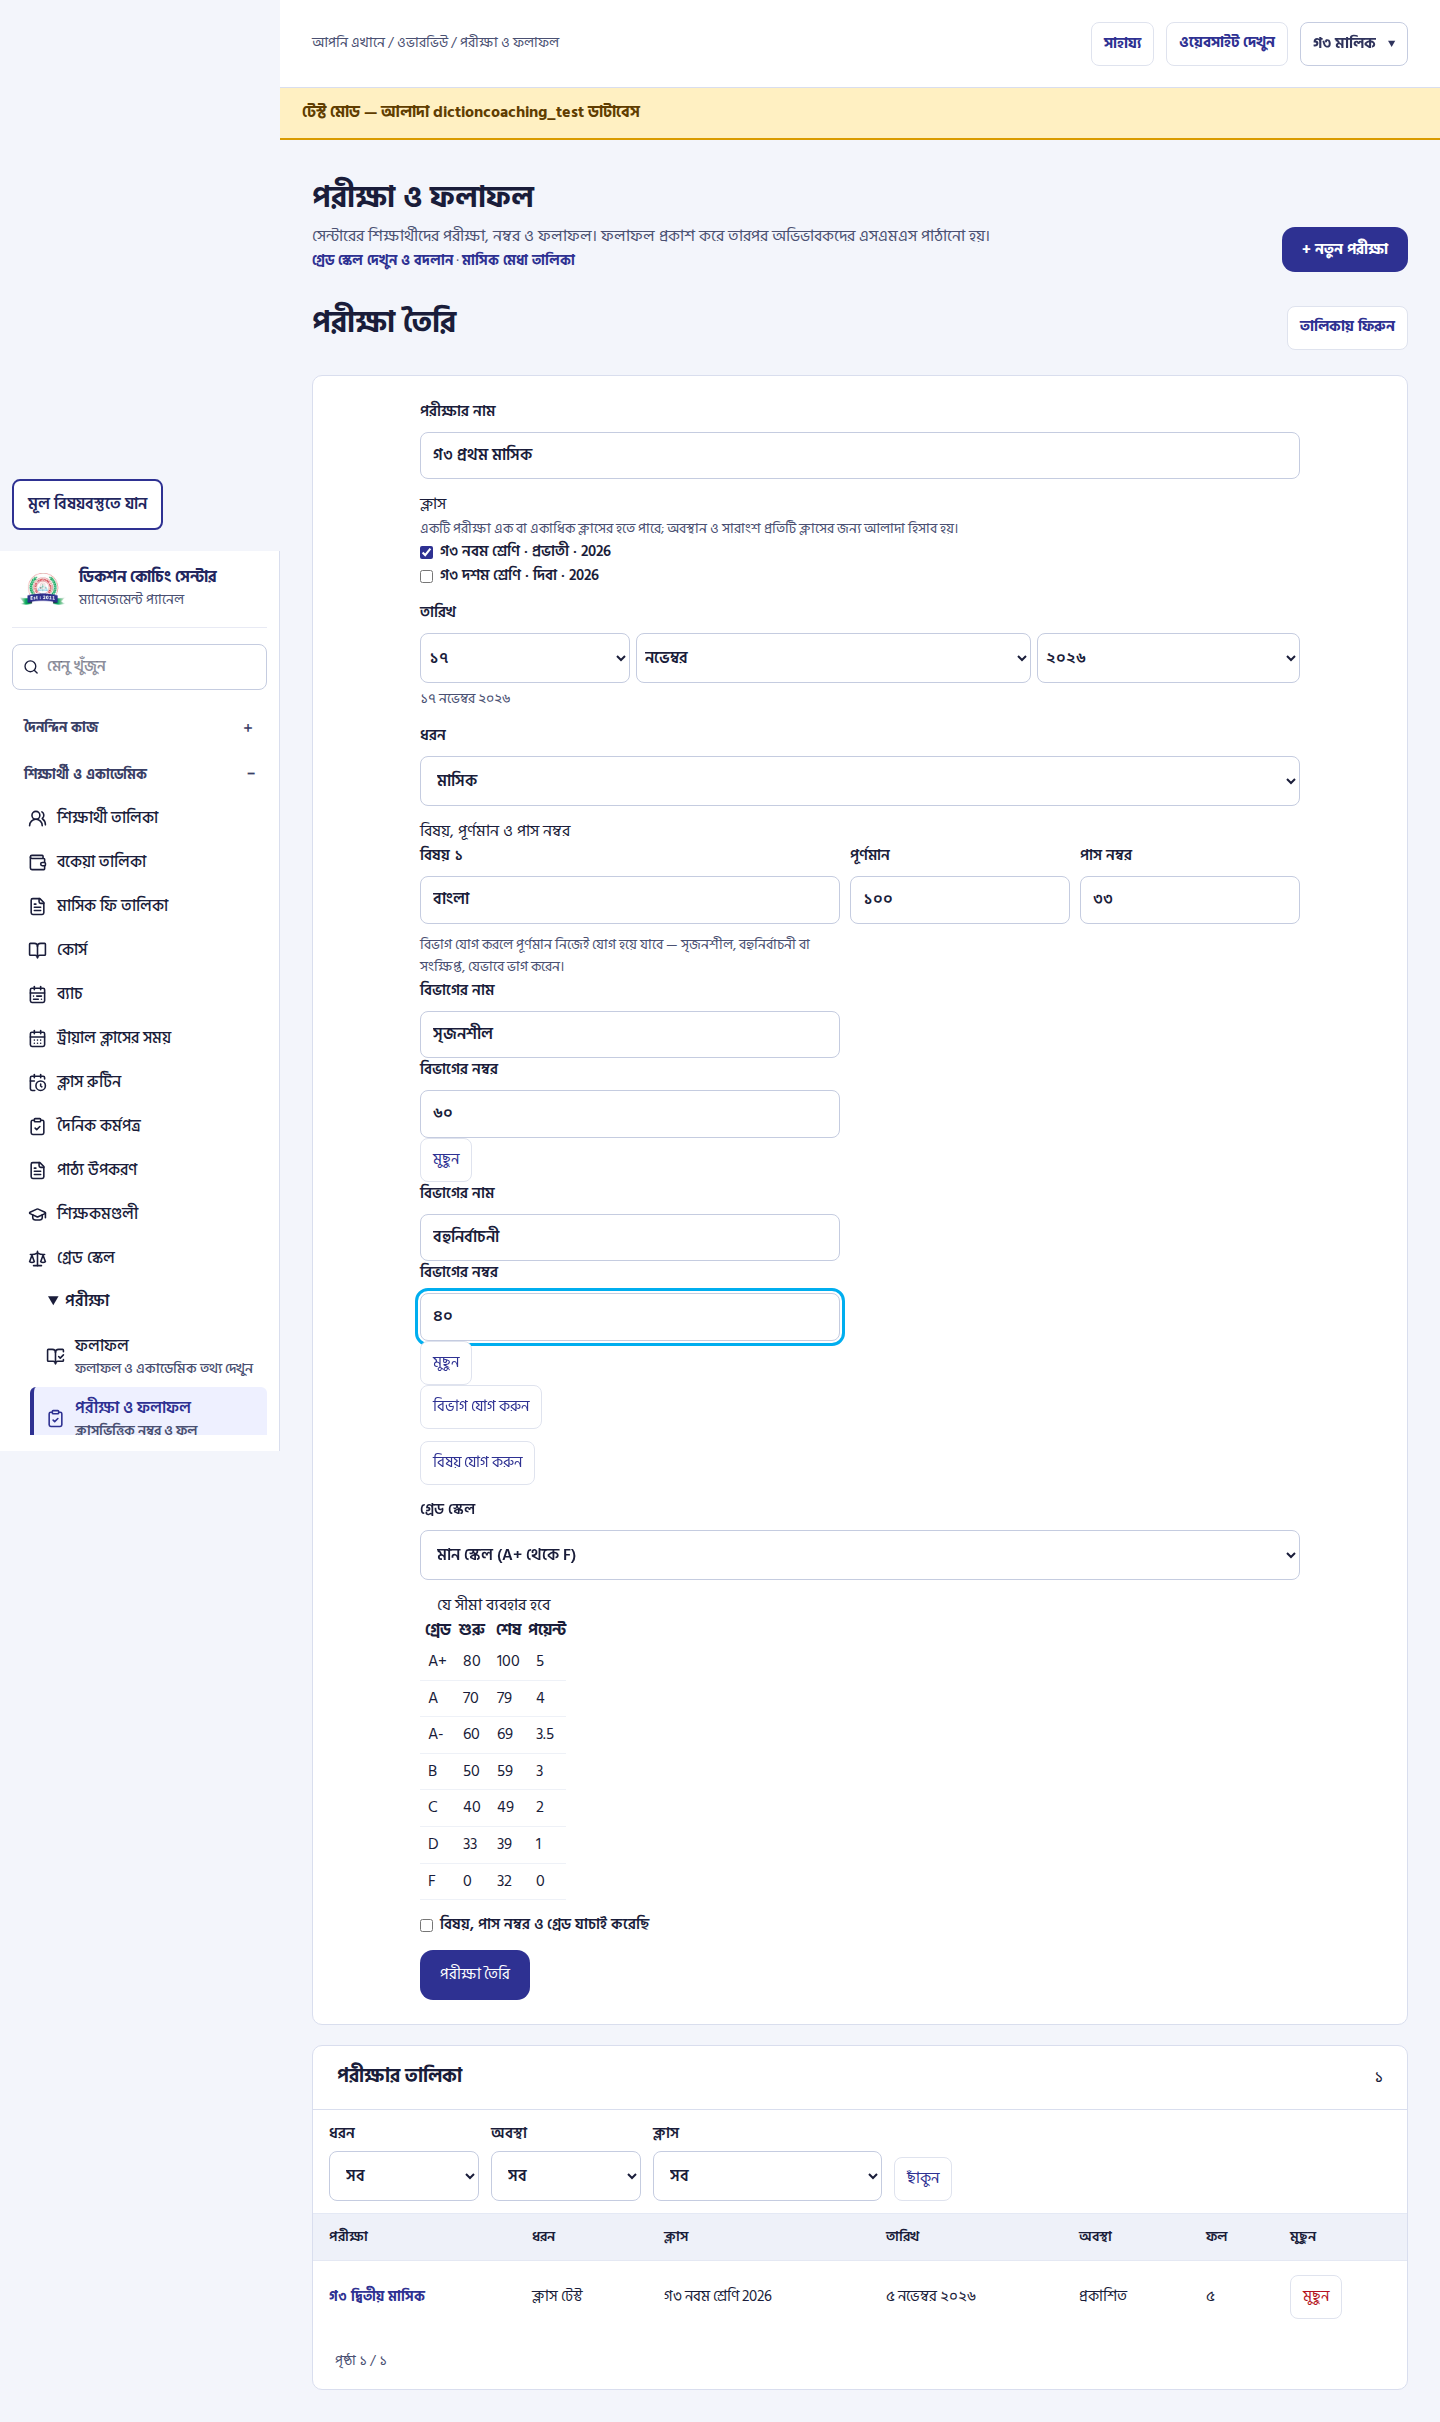 আপনি এখানে / ওভারভিউ / পরীক্ষা ও ফলাফল
সাহায্য
ওয়েবসাইট দেখুন
গ৩ মালিক ▼
টেস্ট মোড — আলাদা dictioncoaching_test ডাটাবেস
পরীক্ষা ও ফলাফল
সেন্টারের শিক্ষার্থীদের পরীক্ষা, নম্বর ও ফলাফল। ফলাফল প্রকাশ করে তারপর অভিভাবকদের এসএমএস পাঠানো হয়।
গ্রেড স্কেল দেখুন ও বদলান · মাসিক মেধা তালিকা
+ নতুন পরীক্ষা
পরীক্ষা তৈরি
তালিকায় ফিরুন
মূল বিষয়বস্তুতে যান
ডিকশন কোচিং সেন্টার
ম্যানেজমেন্ট প্যানেল
মেনু খুঁজুন
দৈনন্দিন কাজ +
শিক্ষার্থী ও একাডেমিক −
শিক্ষার্থী তালিকা
বকেয়া তালিকা
মাসিক ফি তালিকা
কোর্স
ব্যাচ
ট্রায়াল ক্লাসের সময়
ক্লাস রুটিন
দৈনিক কর্মপত্র
পাঠ্য উপকরণ
শিক্ষকমণ্ডলী
গ্রেড স্কেল
▼ পরীক্ষা
ফলাফল
ফলাফল ও একাডেমিক তথ্য দেখুন
পরীক্ষা ও ফলাফল
ক্লাসভিত্তিক নম্বর ও ফল
পরীক্ষার নাম
গ৩ প্রথম মাসিক
ক্লাস
একটি পরীক্ষা এক বা একাধিক ক্লাসের হতে পারে; অবস্থান ও সারাংশ প্রতিটি ক্লাসের জন্য আলাদা হিসাব হয়।
গ৩ নবম শ্রেণি · প্রভাতী · 2026
গ৩ দশম শ্রেণি · দিবা · 2026
তারিখ
১৭ নভেম্বর ২০২৬
১৭ নভেম্বর ২০২৬
ধরন
মাসিক
বিষয়, পূর্ণমান ও পাস নম্বর
বিষয় ১ পূর্ণমান পাস নম্বর
বাংলা ১০০ ৩৩
বিভাগ যোগ করলে পূর্ণমান নিজেই যোগ হয়ে যাবে — সৃজনশীল, বহুনির্বাচনী বা
সংক্ষিপ্ত, যেভাবে ভাগ করেন।
বিভাগের নাম
সৃজনশীল
বিভাগের নম্বর
৬০
মুছুন
বিভাগের নাম
বহুনির্বাচনী
বিভাগের নম্বর
৪০
মুছুন
বিভাগ যোগ করুন
বিষয় যোগ করুন
গ্রেড স্কেল
মান স্কেল (A+ থেকে F)
যে সীমা ব্যবহার হবে
গ্রেড শুরু শেষ পয়েন্ট
A+ 80 100 5
A 70 79 4
A- 60 69 3.5
B 50 59 3
C 40 49 2
D 33 39 1
F 0 32 0
বিষয়, পাস নম্বর ও গ্রেড যাচাই করেছি
পরীক্ষা তৈরি
পরীক্ষার তালিকা ১
ধরন অবস্থা ক্লাস
সব সব সব ছাঁকুন
পরীক্ষা ধরন ক্লাস তারিখ অবস্থা ফল মুছুন
গ৩ দ্বিতীয় মাসিক ক্লাস টেস্ট গ৩ নবম শ্রেণি 2026 ৫ নভেম্বর ২০২৬ প্রকাশিত ৫ মুছুন
পৃষ্ঠা ১ / ১